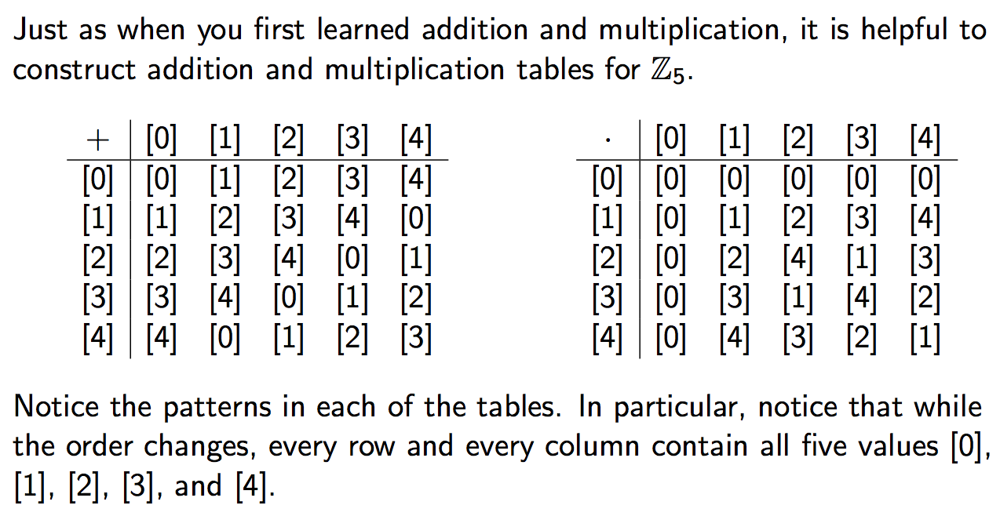 Just as when you first learned addition and multiplication, it is helpful to
construct addition and multiplication tables for ℤ₅.
+ [0] [1] [2] [3] [4] · [0] [1] [2] [3] [4]
[0] [0] [1] [2] [3] [4] [0] [0] [0] [0] [0] [0]
[1] [1] [2] [3] [4] [0] [1] [0] [1] [2] [3] [4]
[2] [2] [3] [4] [0] [1] [2] [0] [2] [4] [1] [3]
[3] [3] [4] [0] [1] [2] [3] [0] [3] [1] [4] [2]
[4] [4] [0] [1] [2] [3] [4] [0] [4] [3] [2] [1]
Notice the patterns in each of the tables. In particular, notice that while
the order changes, every row and every column contain all five values [0],
[1], [2], [3], and [4].